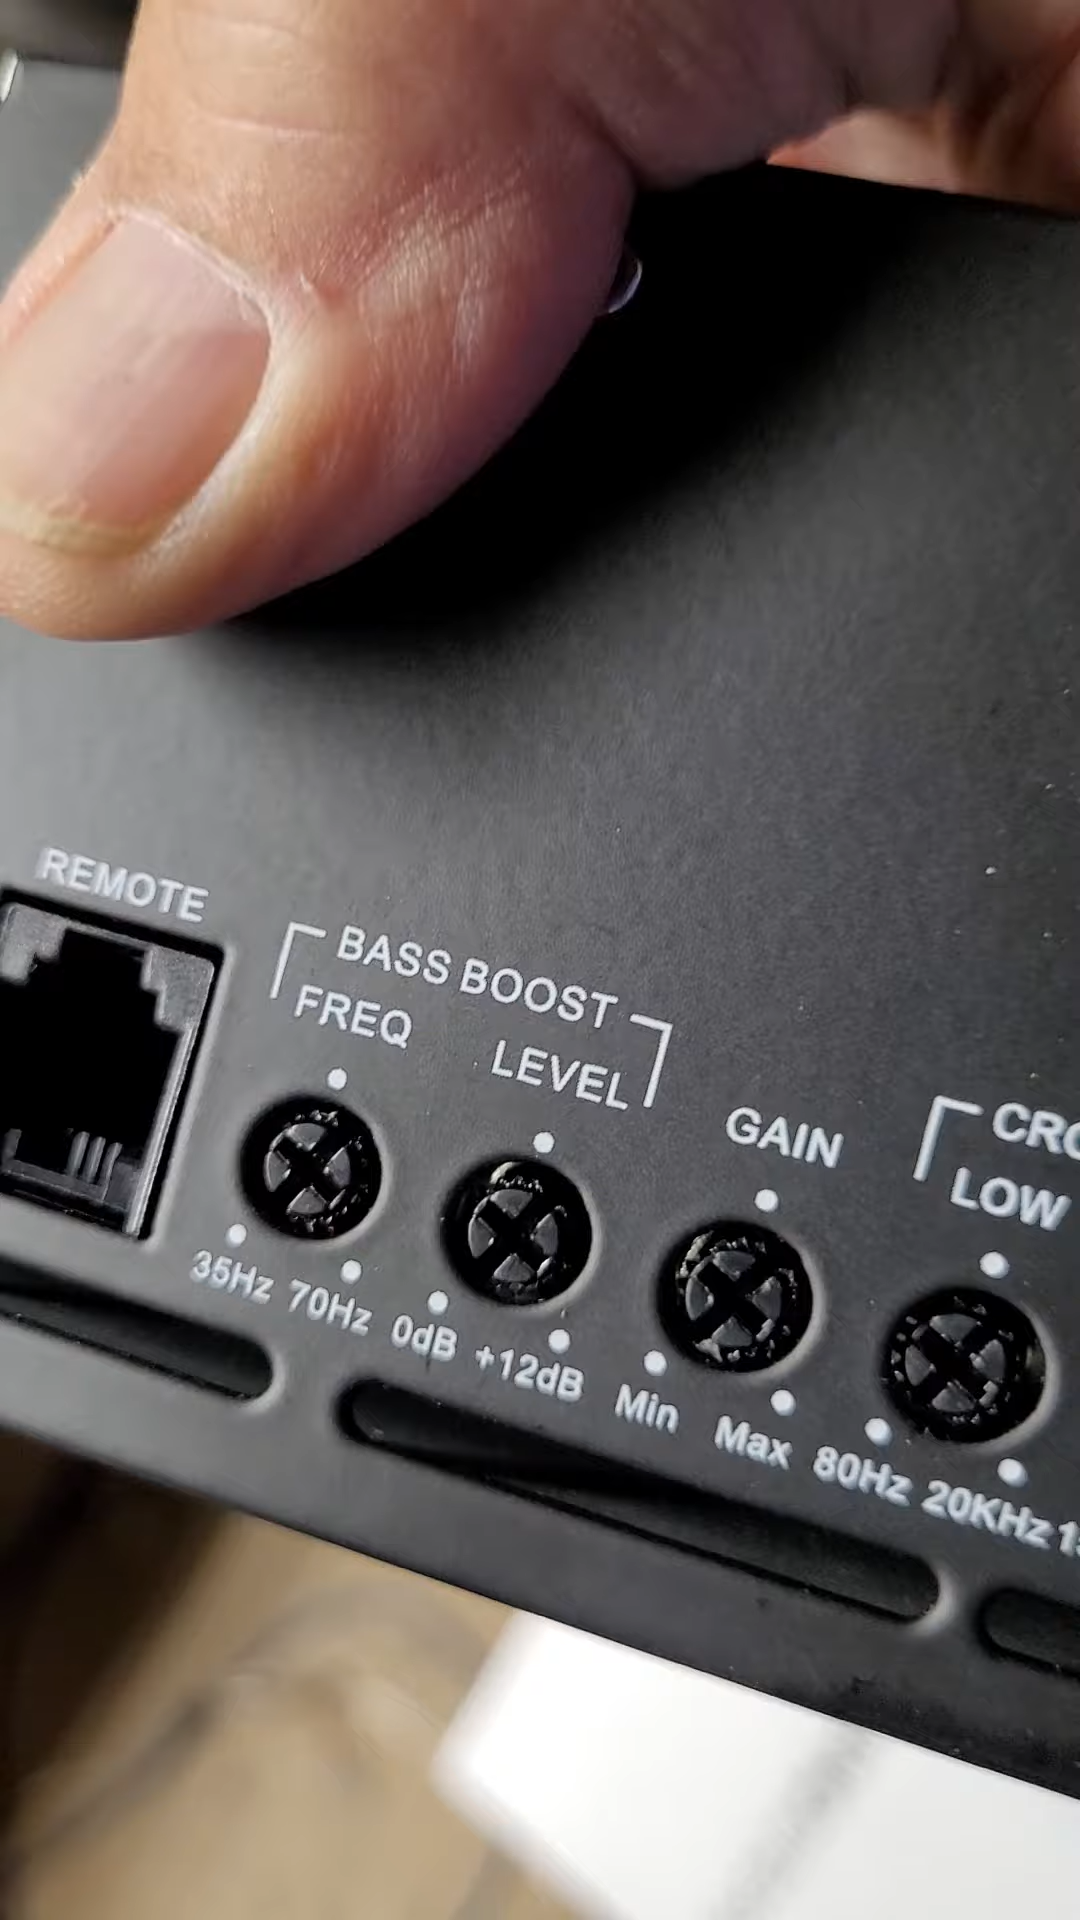 REMOTE
BASS BOOST
FREQ
LEVEL
GAIN
LOW
35Hz 70Hz 0dB +12dB Min Max 80Hz 20KHz